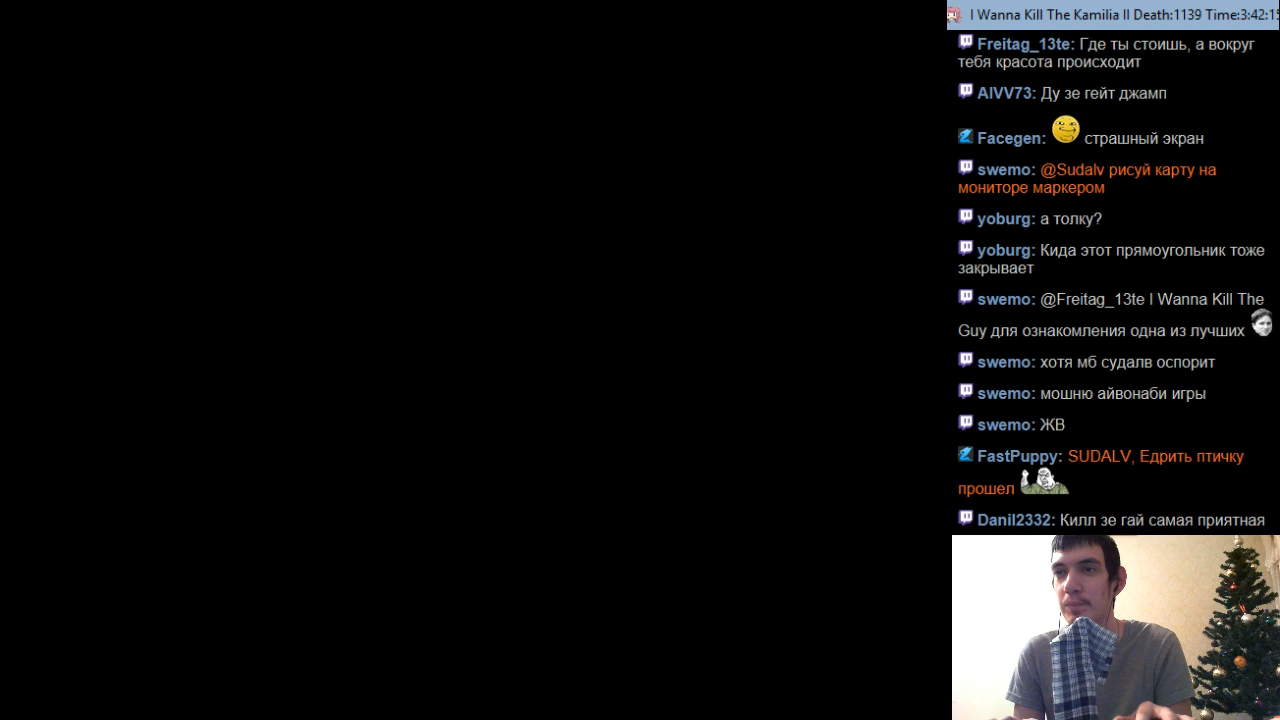 I Wanna Kill The Kamilia II Death:1139 Time:3:42:1
Freitag_13te: Где ты стоишь, а вокруг
тебя красота происходит
AlVV73: Ду зе гейт джамп
Facegen: страшный экран
swemo: @Sudalv рисуй карту на
мониторе маркером
yoburg: а толку?
yoburg: Кида этот прямоугольник тоже
закрывает
swemo: @Freitag_13te I Wanna Kill The
Guy для ознакомления одна из лучших
swemo: хотя мб судалв оспорит
swemo: мошню айвонаби игры
swemo: ЖВ
FastPuppy: SUDALV, Едрить птичку
прошел
Danil2332: Килл зе гай самая приятная